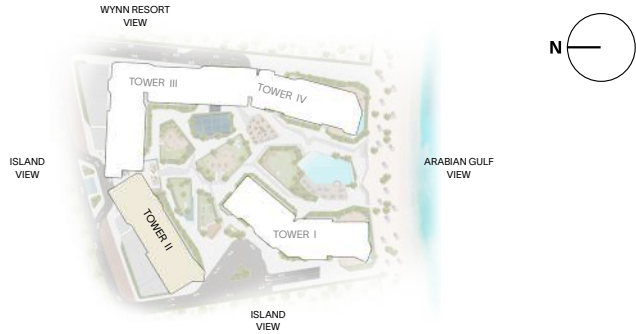 WYNN RESORT
VIEW
N
TOWER III
TOWER IV
ISLAND
VIEW
ARABIAN GULF
VIEW
TOWER II
TOWER I
ISLAND
VIEW